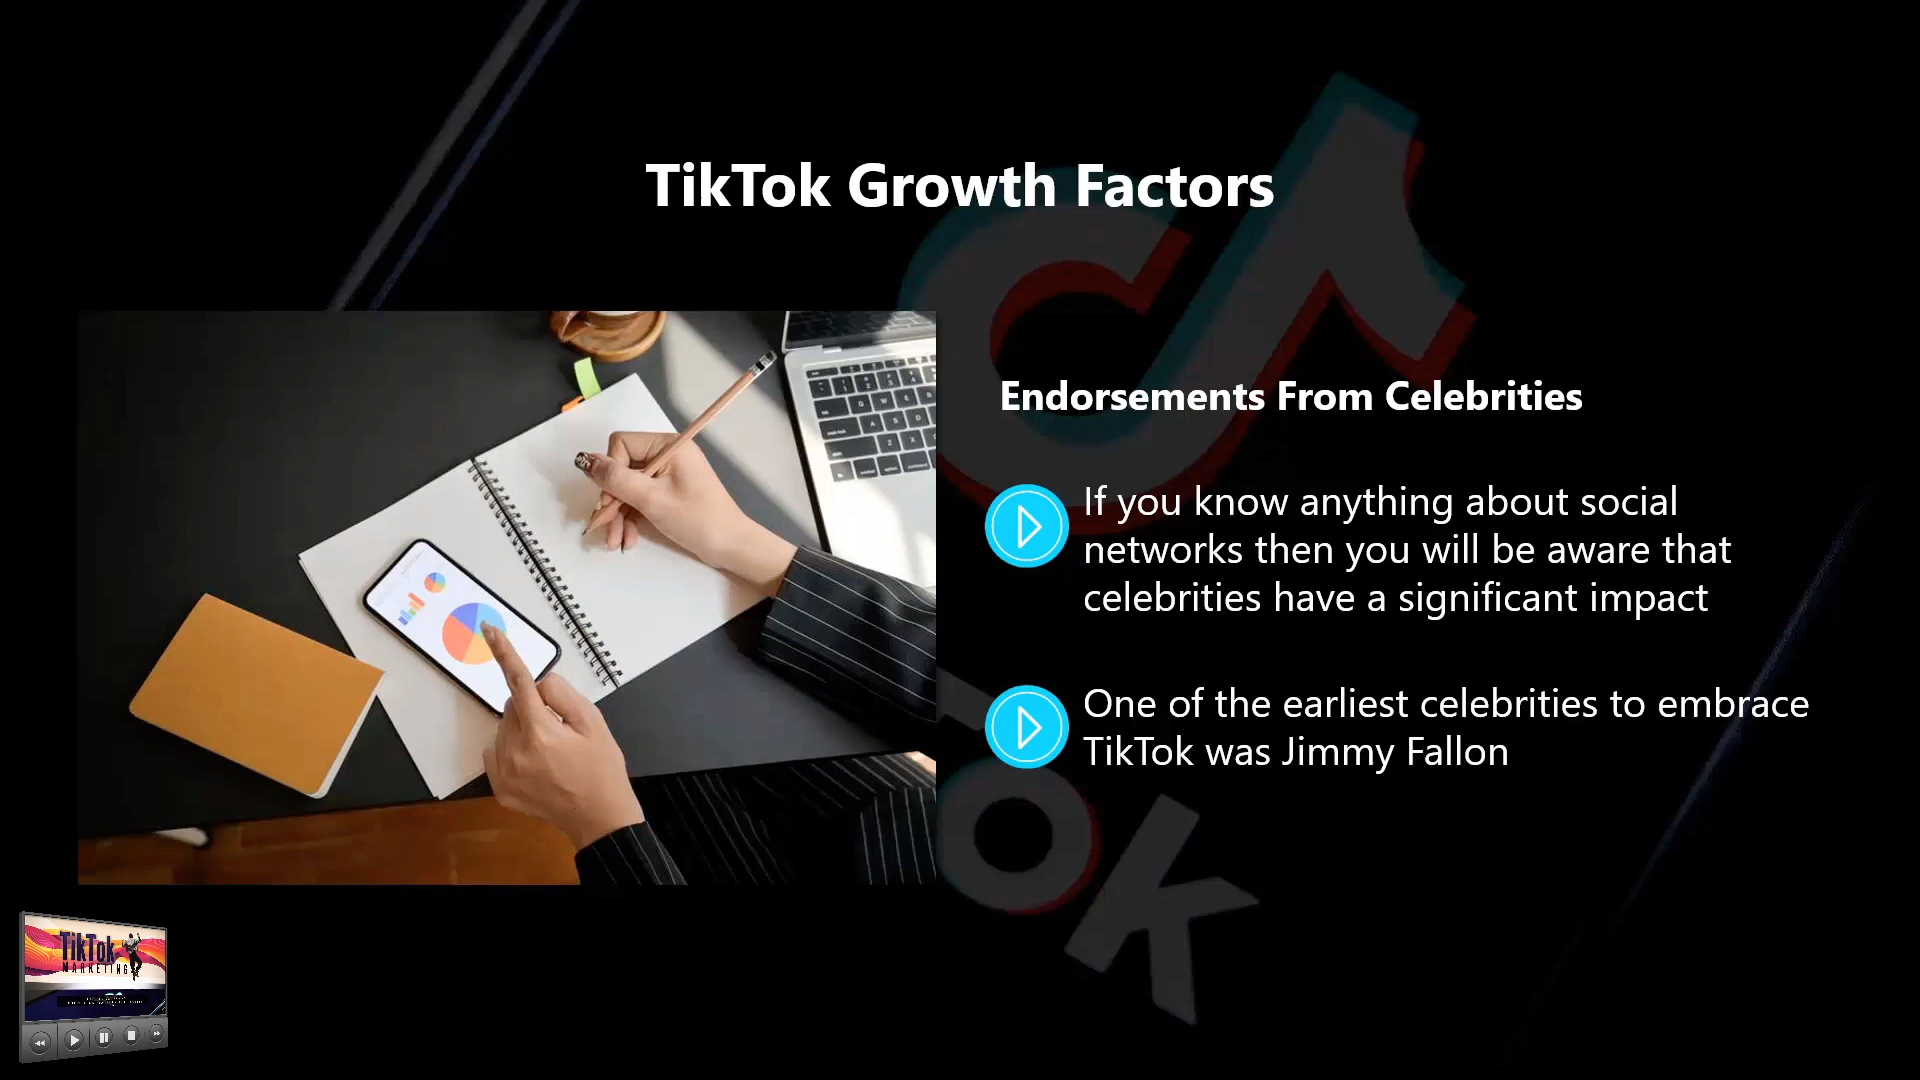 TikTok Growth Factors
Endorsements From Celebrities
If you know anything about social
networks then you will be aware that
celebrities have a significant impact
One of the earliest celebrities to embrace
TikTok was Jimmy Fallon
TikTok
MARKETING